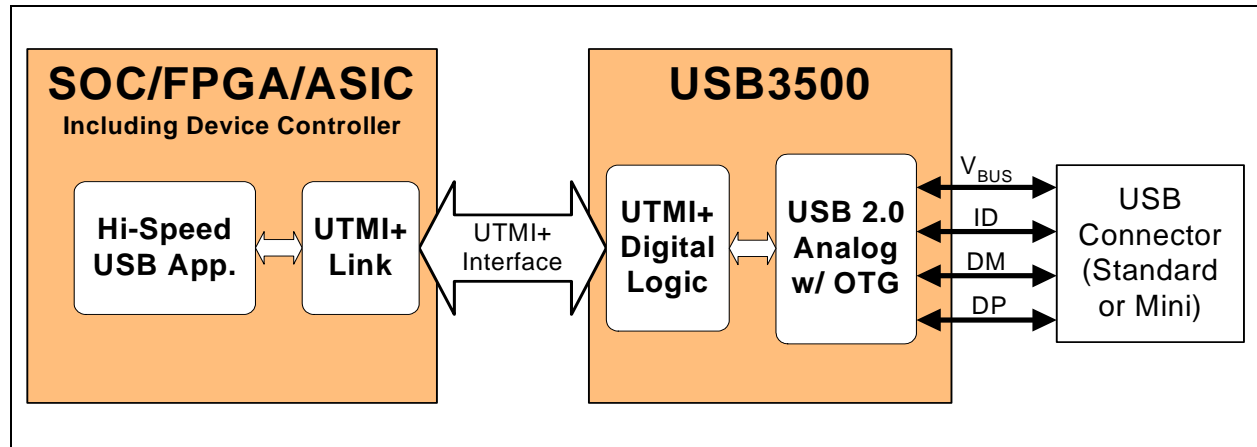 SOC/FPGA/ASIC
Including Device Controller
Hi-Speed
USB App.
UTMI+
Link
UTMI+
Interface
USB3500
UTMI+
Digital
Logic
USB 2.0
Analog
w/ OTG
VBUS
ID
DM
DP
USB
Connector
(Standard
or Mini)